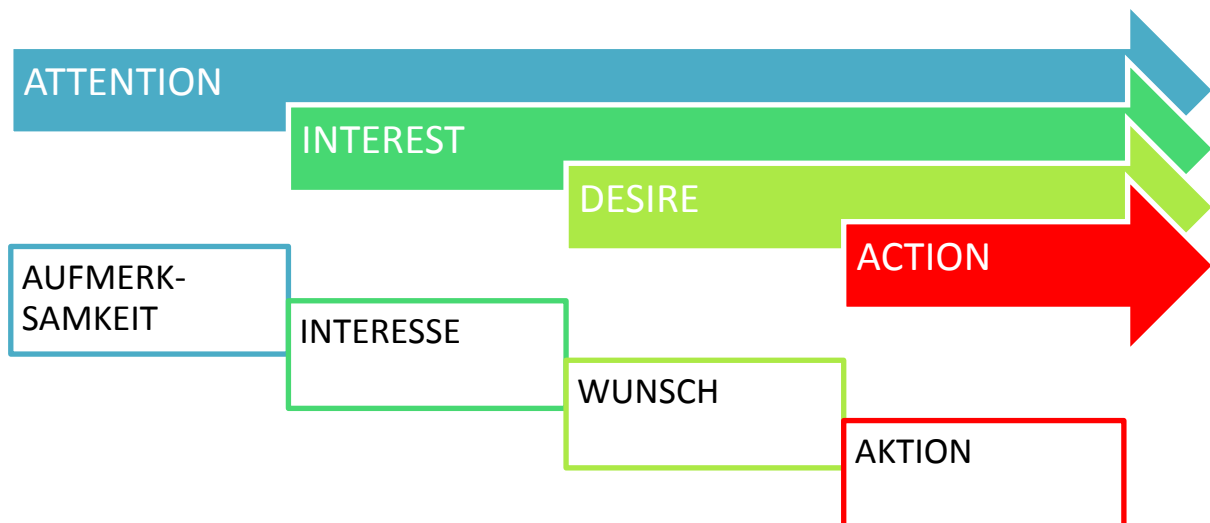 ATTENTION
INTEREST
DESIRE
ACTION
AUFMERK-
SAMKEIT
INTERESSE
WUNSCH
AKTION